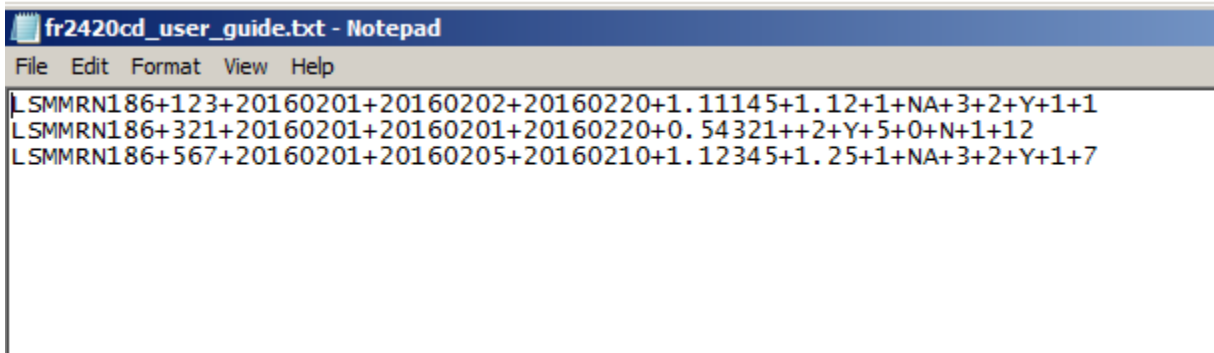 fr2420cd_user_guide.txt - Notepad
File Edit Format View Help
LSMMRN186+123+20160201+20160202+20160220+1.11145+1.12+1+NA+3+2+Y+1+1
LSMMRN186+321+20160201+20160201+20160220+0.54321++2+Y+5+0+N+1+12
LSMMRN186+567+20160201+20160205+20160210+1.12345+1.25+1+NA+3+2+Y+1+7